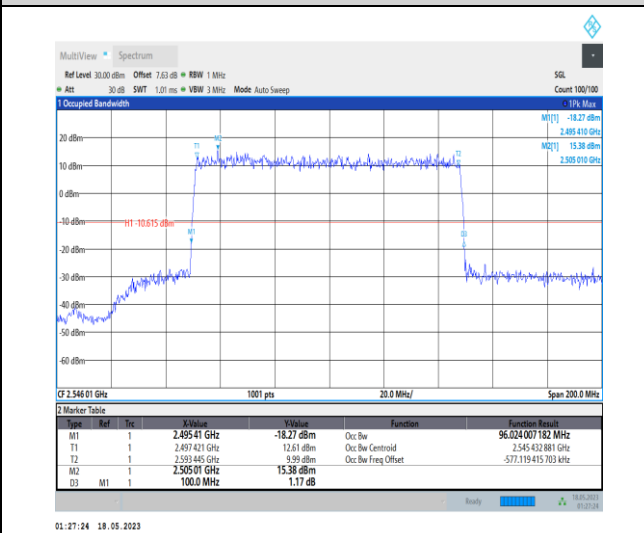 MultiView Spectrum
Ref Level 30.00 dBm Offset 7.63 dB RBW 1 MHz SGL
Att 30 dB SWT 1.01 ms VBW 3 MHz Mode Auto Sweep Count 100/100
1 Occupied Bandwidth 1Pk Max
M1[1] -18.27 dBm
2.495 410 GHz
M2[1] 15.38 dBm
2.505 010 GHz
20 dBm
10 dBm
0 dBm
-10 dBm
-20 dBm
-30 dBm
-40 dBm
-50 dBm
-60 dBm
H1 -10.615 dBm
T1
M2
T2
M1
D3
CF 2.546 01 GHz 1001 pts 20.0 MHz/ Span 200.0 MHz
2 Marker Table
Type Ref Trc X-Value Y-Value Function Function Result
M1 1 2.495 41 GHz -18.27 dBm Occ Bw 96.024 007 182 MHz
T1 1 2.497 421 GHz 12.61 dBm Occ Bw Centroid 2.545 432 881 GHz
T2 1 2.593 445 GHz 9.99 dBm Occ Bw Freq Offset -577.119 415 703 kHz
M2 1 2.505 01 GHz 15.38 dBm
D3 M1 1 100.0 MHz 1.17 dB
Ready 18.05.2023
01:27:24
01:27:24 18.05.2023